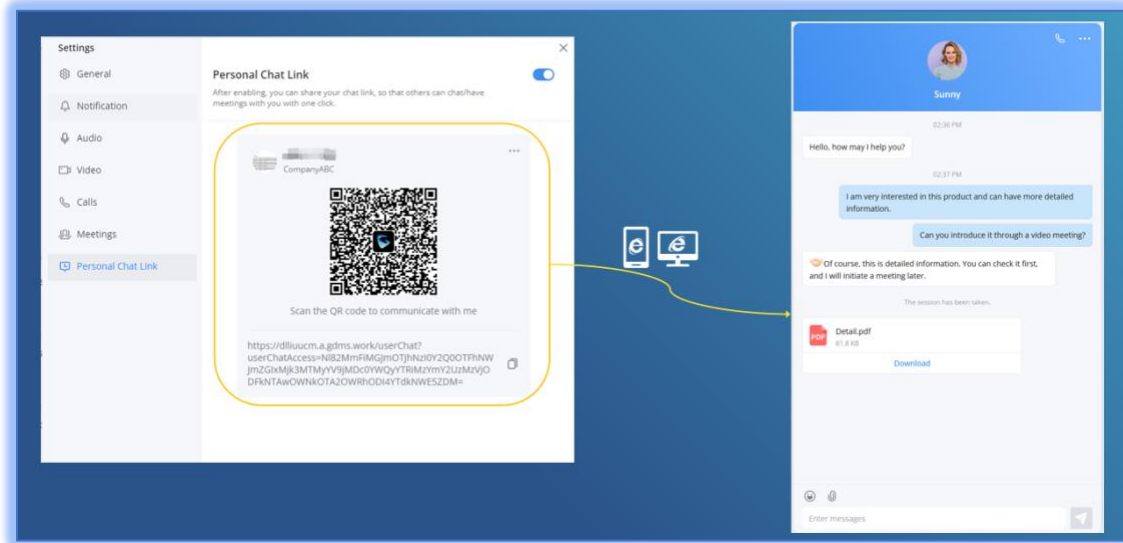 Settings
General
Notification
Audio
Video
Calls
Meetings
Personal Chat Link
Personal Chat Link
After enabling, you can share your chat link, so that others can chat/have
meetings with you with one click.
CompanyABC
Scan the QR code to communicate with me
https://dlliuucm.a.gdms.work/userChat?
Sunny
02:36 PM
Hello, how may I help you?
02:37 PM
I am very interested in this product and can have more detailed
information.
Can you introduce it through a video meeting?
Of course, this is detailed information. You can check it first,
and I will initiate a meeting later.
The session has been taken.
PDF
Detail.pdf
81.8 KB
Download
Enter messages